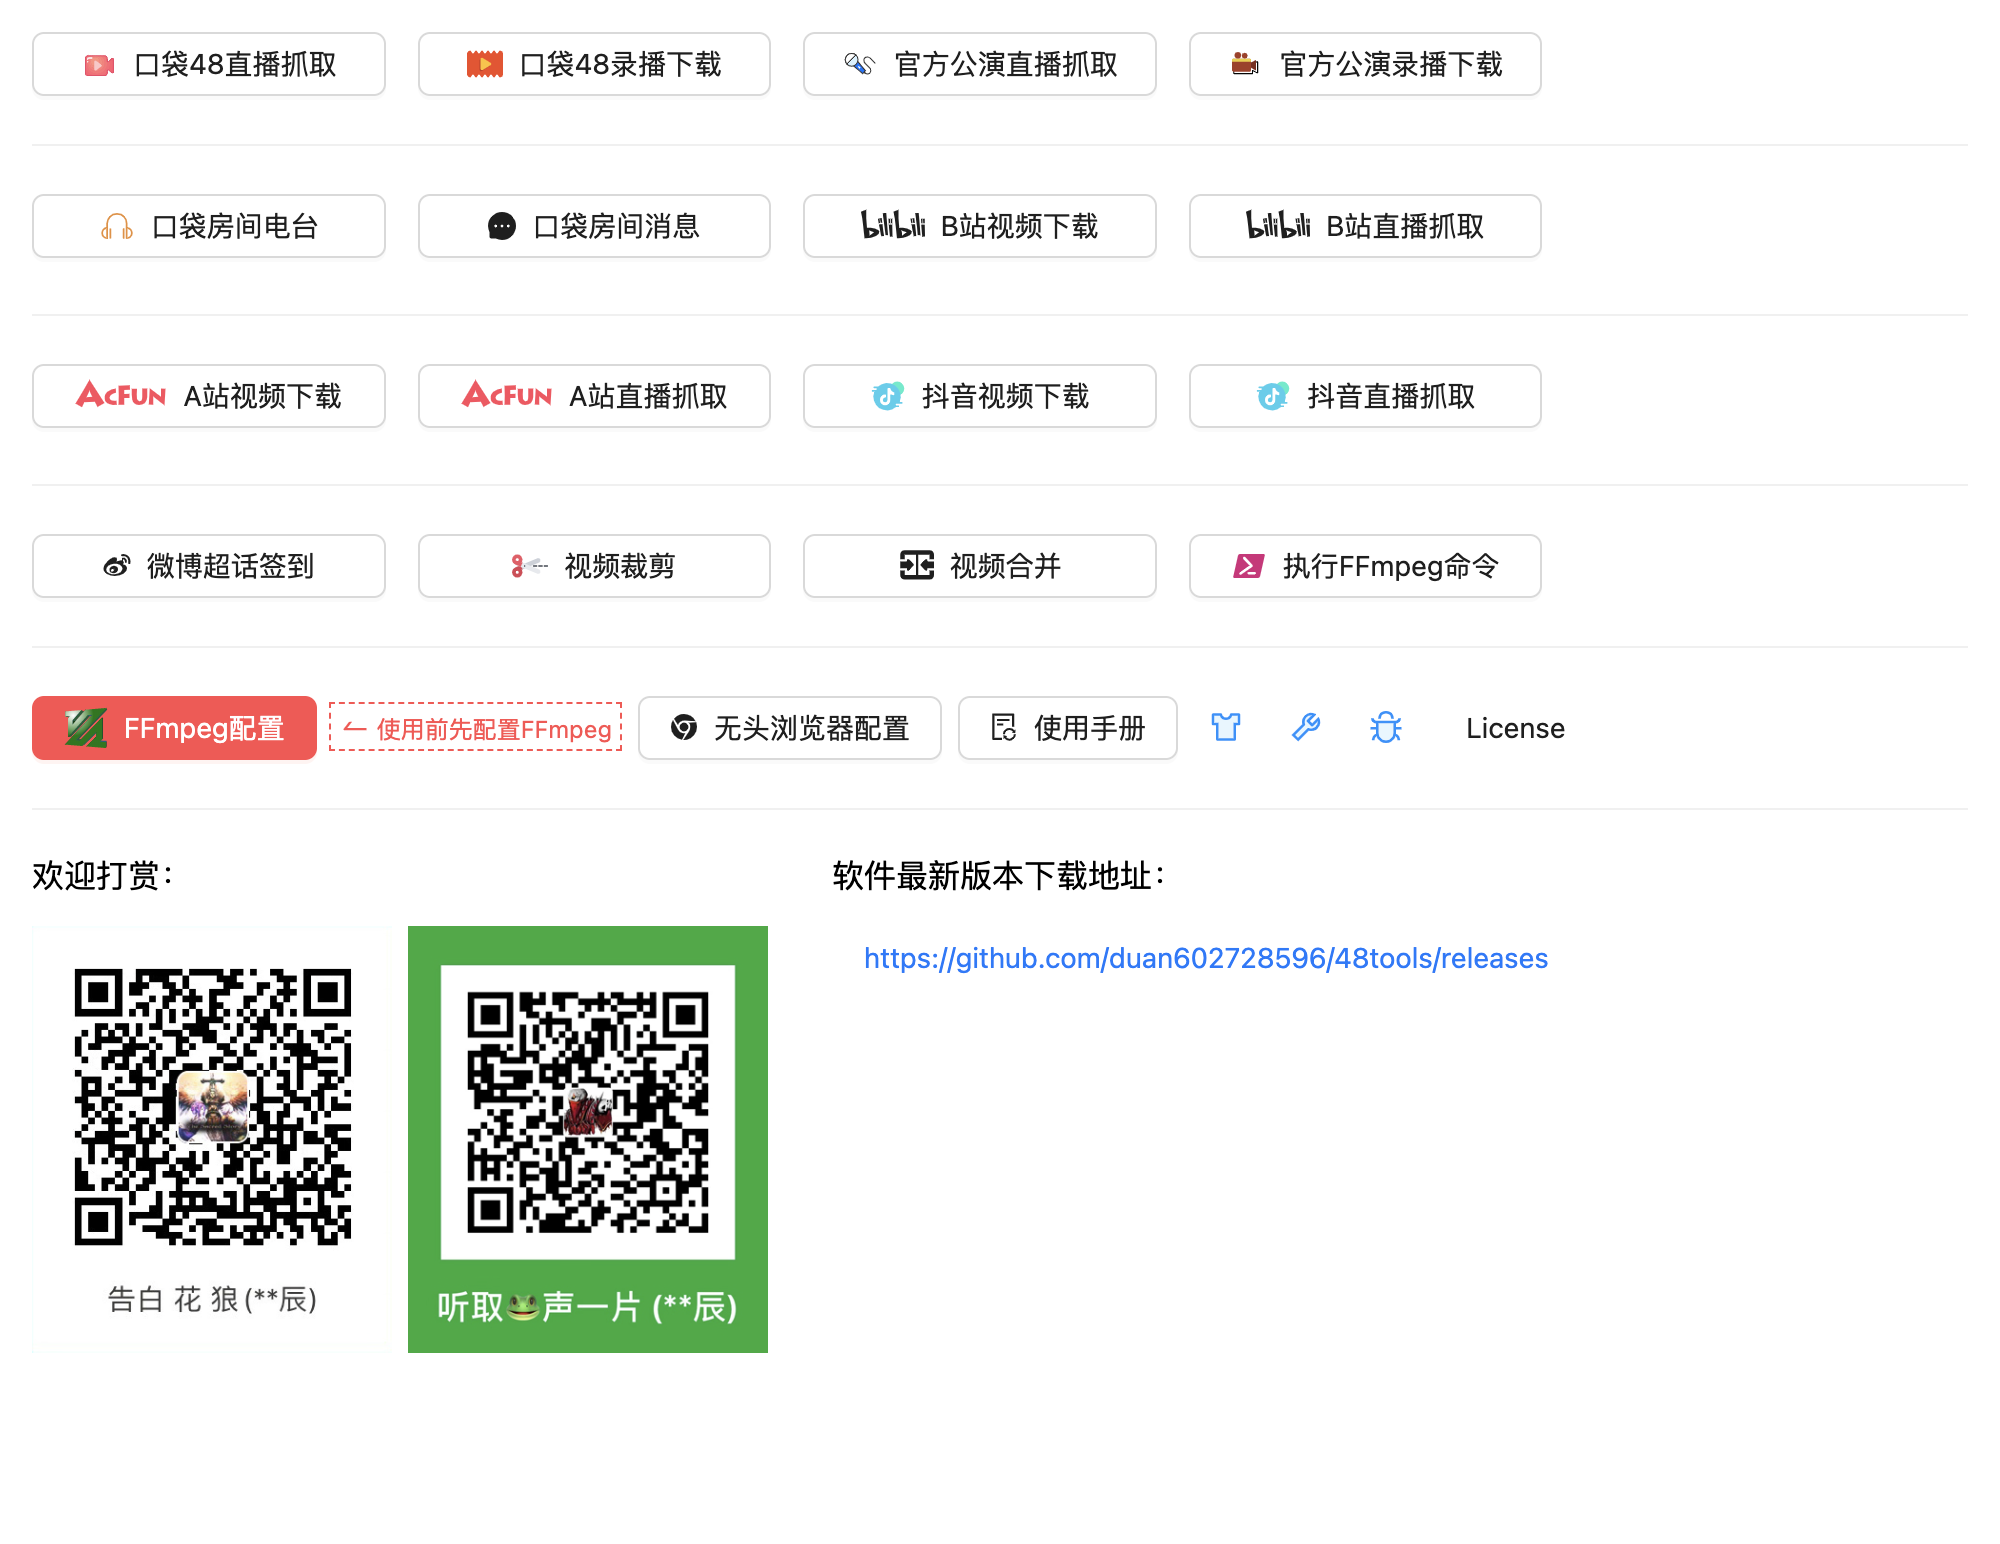 口袋48直播抓取
口袋48录播下载
官方公演直播抓取
官方公演录播下载
口袋房间电台
口袋房间消息
bilibili B站视频下载
bilibili B站直播抓取
ACFUN A站视频下载
ACFUN A站直播抓取
抖音视频下载
抖音直播抓取
微博超话签到
视频裁剪
视频合并
执行FFmpeg命令
FFmpeg配置
使用前先配置FFmpeg
无头浏览器配置
使用手册
License
欢迎打赏：
软件最新版本下载地址：
https://github.com/duan602728596/48tools/releases
告白 花 狼(**辰)
听取🐸声一片 (**辰)